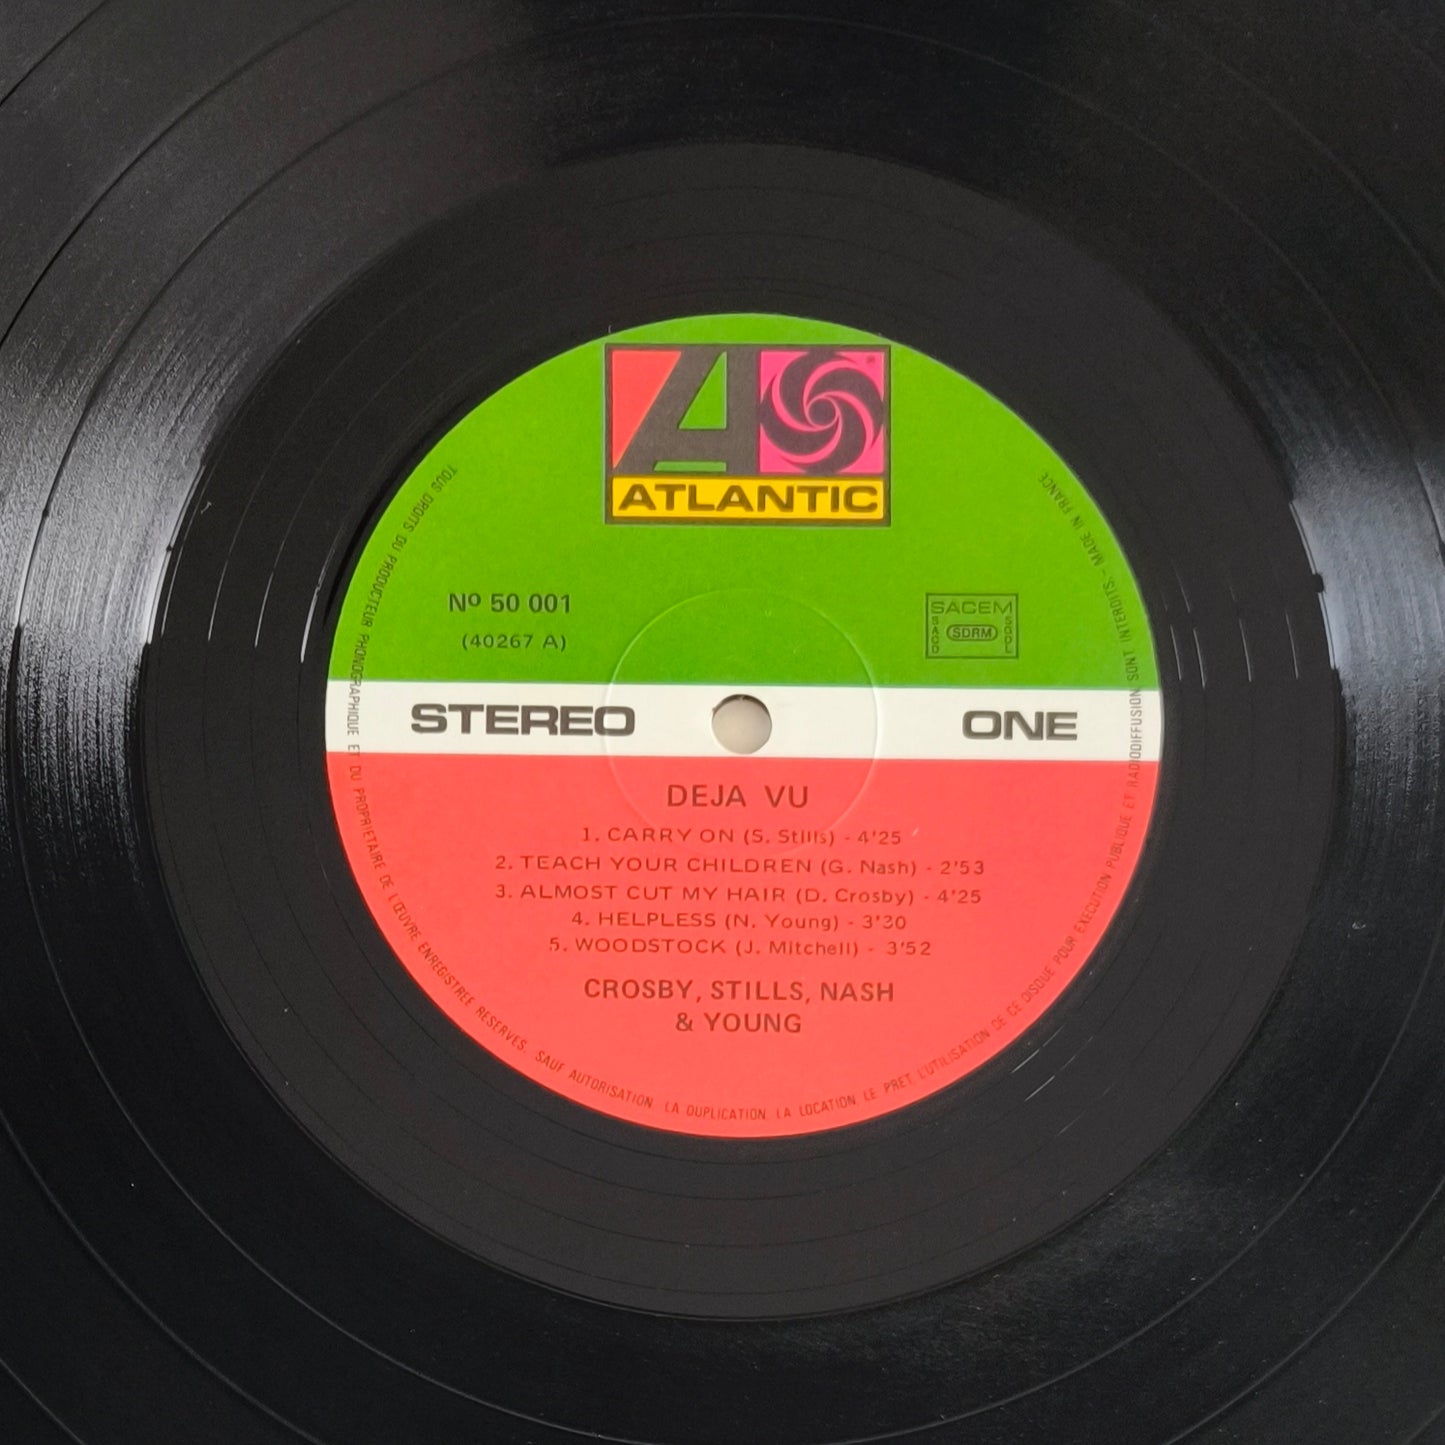 ATLANTIC
Nº 50 001
(40267 A)
SACEM
SACD
SDRM
SGDL
STEREO
ONE
DEJA VU
1. CARRY ON (S. Stills) - 4'25
2. TEACH YOUR CHILDREN (G. Nash) - 2'53
3. ALMOST CUT MY HAIR (D. Crosby) - 4'25
4. HELPLESS (N. Young) - 3'30
5. WOODSTOCK (J. Mitchell) - 3'52
CROSBY, STILLS, NASH
& YOUNG
TOUS DROITS DU PRODUCTEUR PHONOGRAPHIQUE ET DU PROPRIETAIRE DE L'ŒUVRE ENREGISTREE RESERVES. SAUF AUTORISATION LA DUPLICATION LA LOCATION LE PRET L'UTILISATION DE CE DISQUE POUR EXECUTION PUBLIQUE ET RADIODIFFUSION SONT INTERDITS. - MADE IN FRANCE